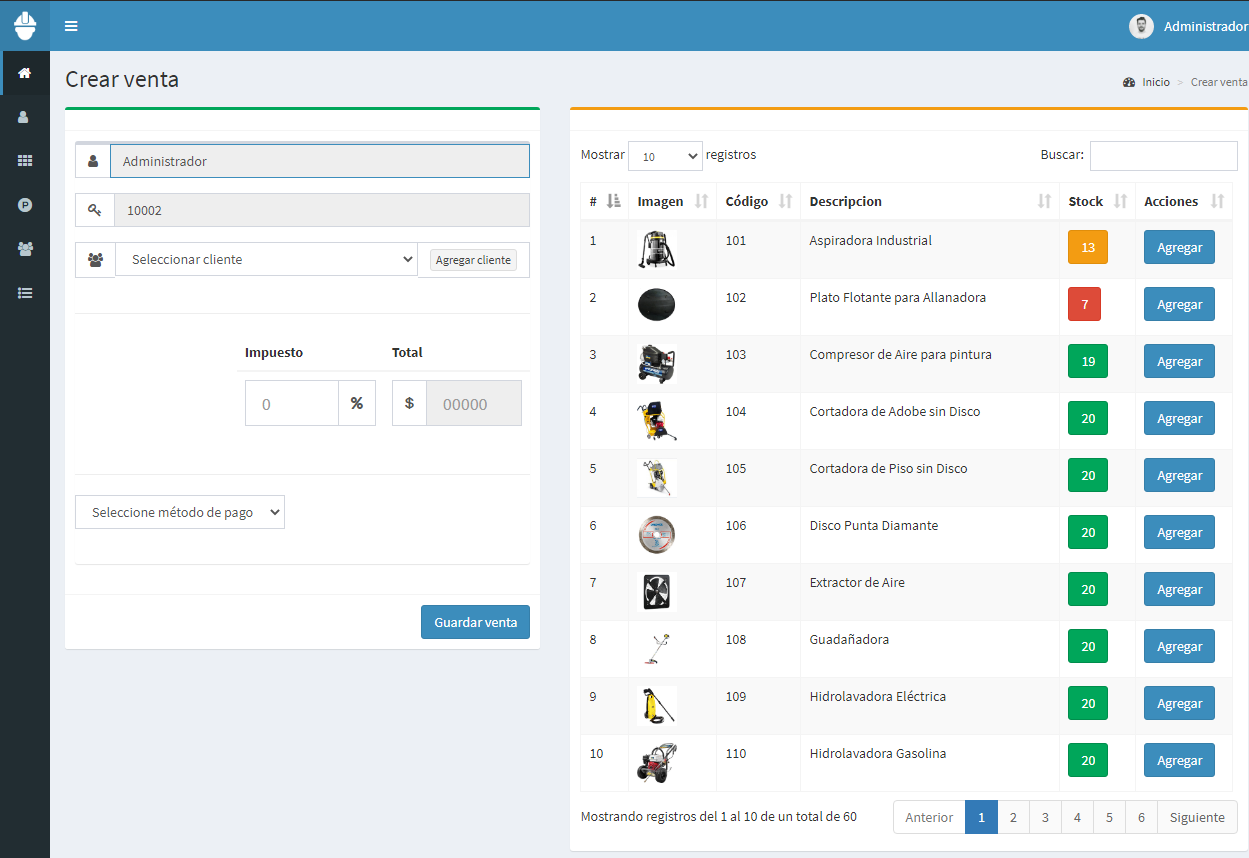 Administrador
Crear venta
Inicio > Crear venta
Administrador
10002
Seleccionar cliente
Agregar cliente
Impuesto Total
0 % $ 00000
Seleccione método de pago
Guardar venta
Mostrar 10 registros
Buscar:
# Imagen Código Descripcion Stock Acciones
1 101 Aspiradora Industrial 13 Agregar
2 102 Plato Flotante para Allanadora 7 Agregar
3 103 Compresor de Aire para pintura 19 Agregar
4 104 Cortadora de Adobe sin Disco 20 Agregar
5 105 Cortadora de Piso sin Disco 20 Agregar
6 106 Disco Punta Diamante 20 Agregar
7 107 Extractor de Aire 20 Agregar
8 108 Guadañadora 20 Agregar
9 109 Hidrolavadora Eléctrica 20 Agregar
10 110 Hidrolavadora Gasolina 20 Agregar
Mostrando registros del 1 al 10 de un total de 60
Anterior 1 2 3 4 5 6 Siguiente